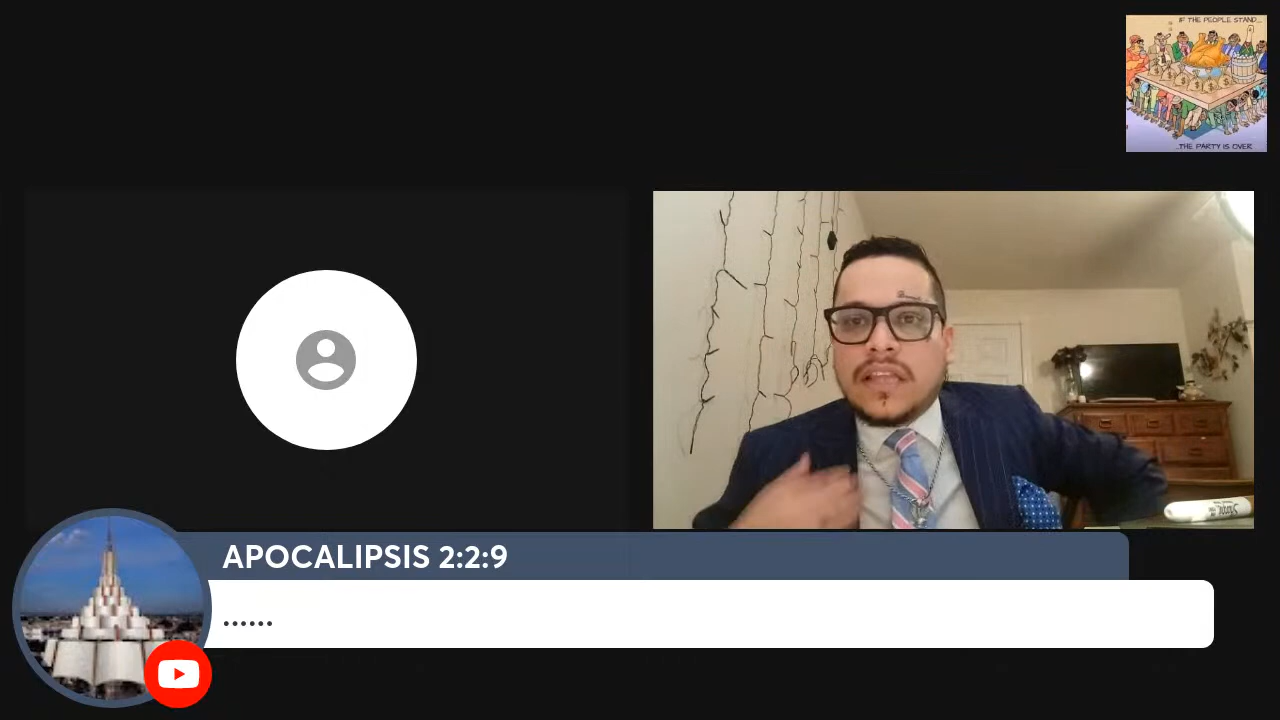 IF THE PEOPLE STAND...
...THE PARTY IS OVER
APOCALIPSIS 2:2:9
......